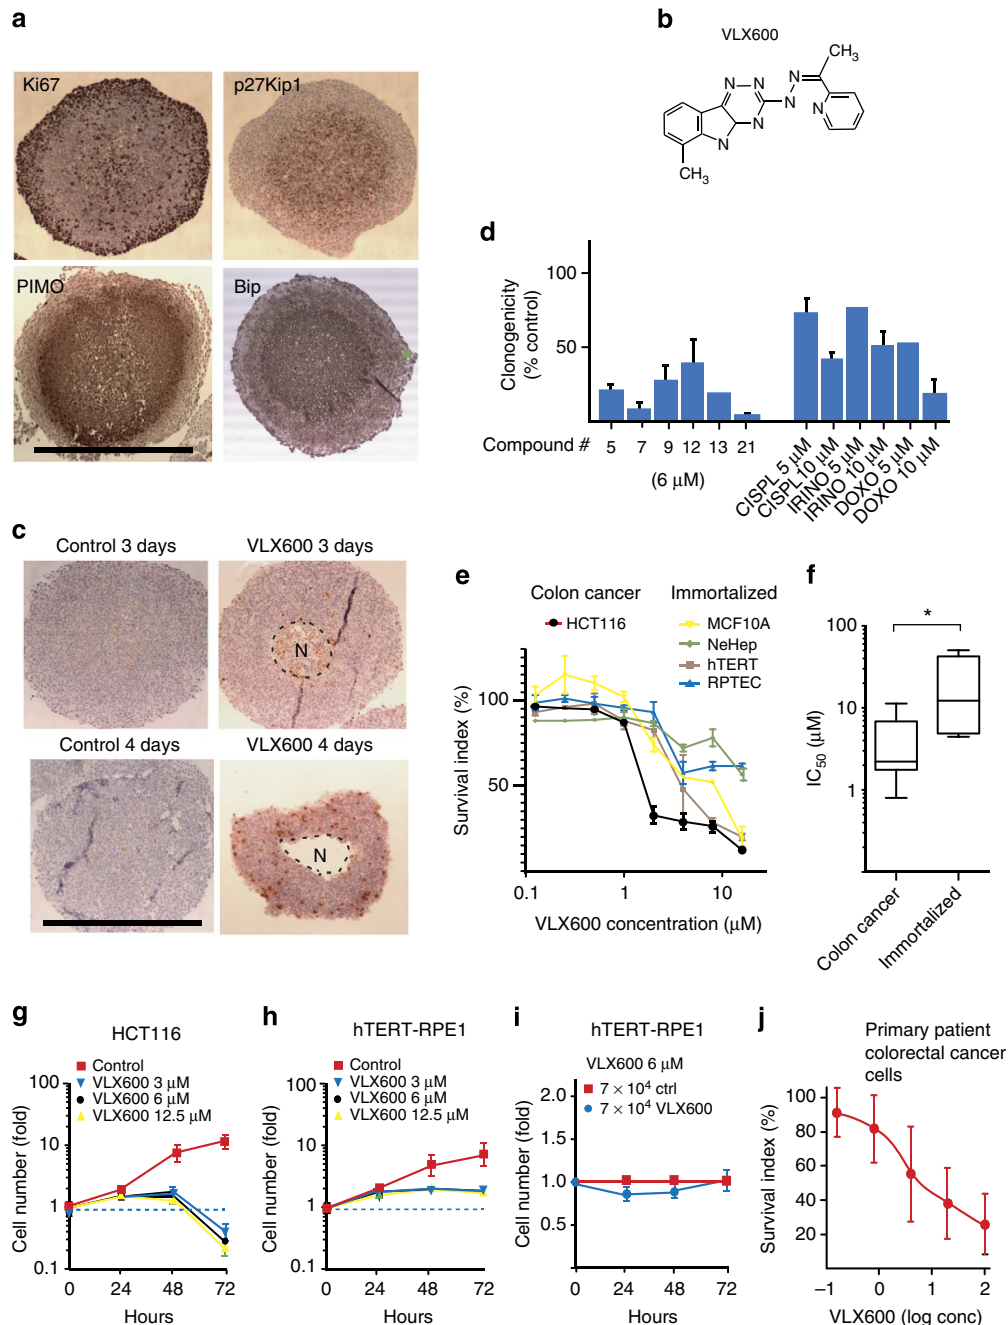 a
Ki67
p27Kip1
PIMO
Bip
b
VLX600
CH3
N
N
N
N
N
N
N
N
CH3
c
Control 3 days
VLX600 3 days
N
Control 4 days
VLX600 4 days
N
d
Clonogenicity
(% control)
100
50
Compound #
5 7 9 12 13 21
(6 μM)
CISPL 5 μM
CISPL 10 μM
IRINO 5 μM
IRINO 10 μM
DOXO 5 μM
DOXO 10 μM
e
Colon cancer
HCT116
Immortalized
MCF10A
NeHep
hTERT
RPTEC
Survival index (%)
100
50
0.1 1 10
VLX600 concentration (μM)
f
*
IC50 (μM)
100
10
1
Colon cancer
Immortalized
g
HCT116
Control
VLX600 3 μM
VLX600 6 μM
VLX600 12.5 μM
Cell number (fold)
100
10
1
0.1
0 24 48 72
Hours
h
hTERT-RPE1
Control
VLX600 3 μM
VLX600 6 μM
VLX600 12.5 μM
Cell number (fold)
100
10
1
0.1
0 24 48 72
Hours
i
hTERT-RPE1
VLX600 6 μM
7 × 10⁴ ctrl
7 × 10⁴ VLX600
Cell number (fold)
2.0
1.5
1.0
0.5
0 24 48 72
Hours
j
Primary patient
colorectal cancer
cells
Survival index (%)
100
80
60
40
20
–1 0 1 2
VLX600 (log conc)